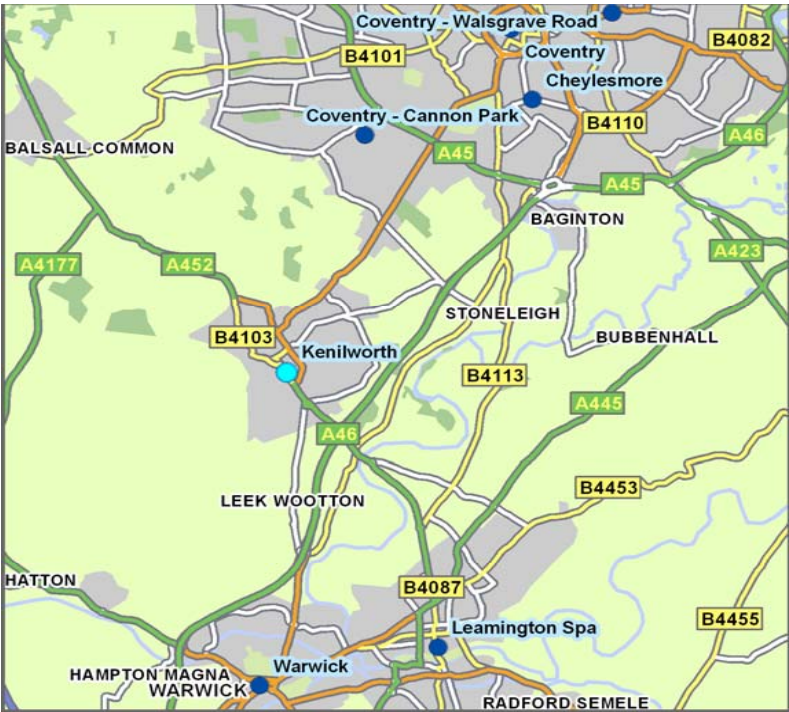 Coventry - Walsgrave Road
B4082
B4101
Coventry
Cheylesmore
Coventry - Cannon Park
B4110
A46
BALSALL COMMON
A45
A45
BAGINTON
A4177
A452
A423
STONELEIGH
B4103
BUBBENHALL
Kenilworth
B4113
A445
A46
B4453
LEEK WOOTTON
HATTON
B4087
B4455
Leamington Spa
Warwick
HAMPTON MAGNA
WARWICK
RADFORD SEMELE